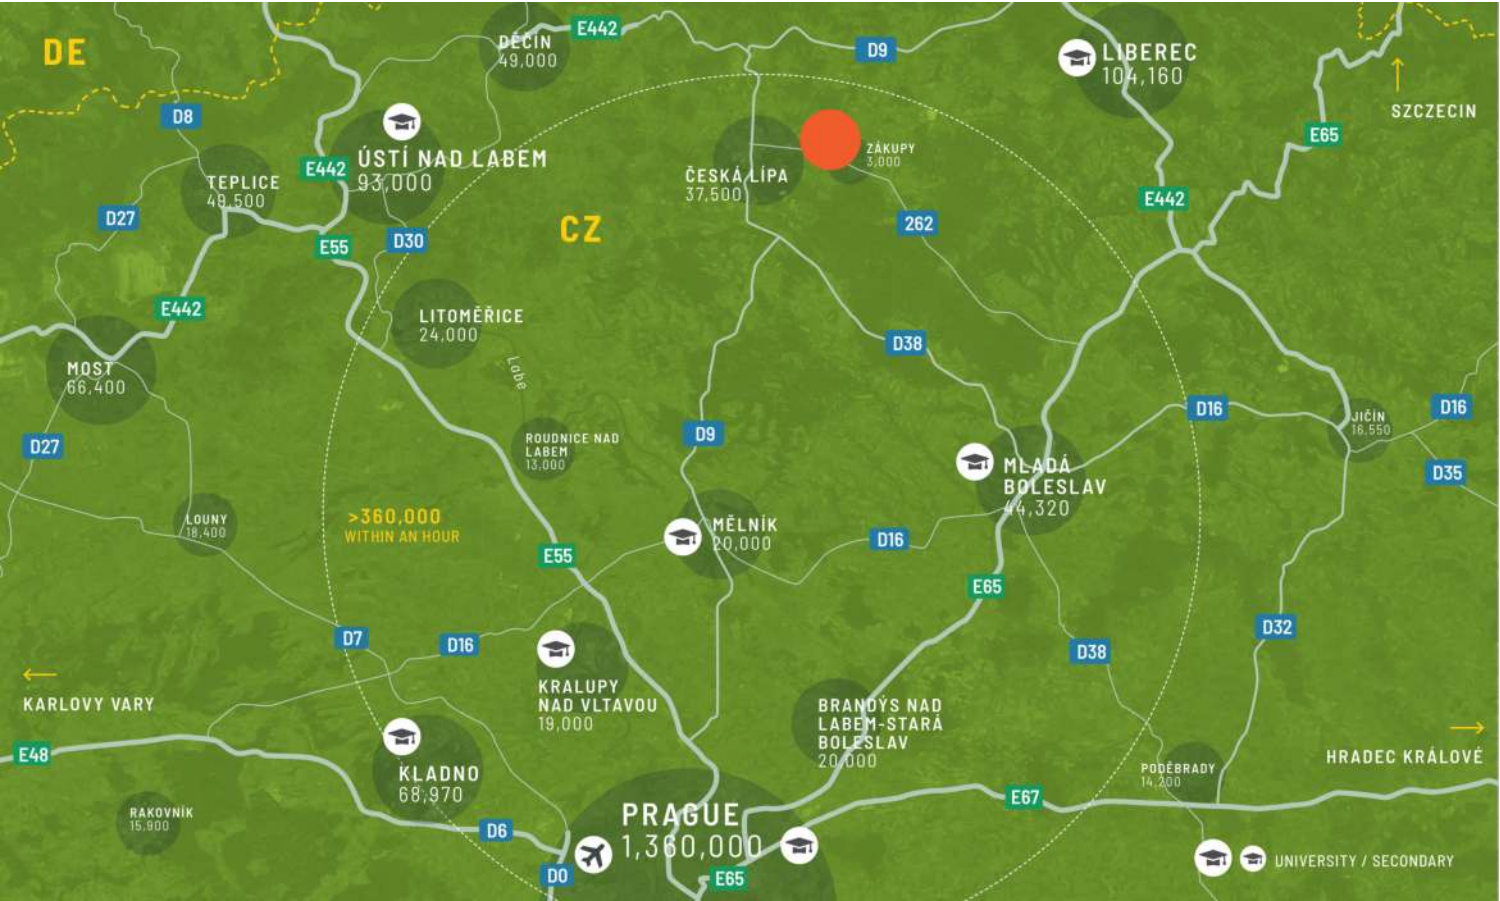 DE
DĚČÍN
49,000
E442
D9
LIBEREC
104,160
SZCZECIN
D8
E65
ÚSTÍ NAD LABEM
93,000
E442
ZÁKUPY
3,000
TEPLICE
49,500
ČESKÁ LÍPA
37,500
E442
D27
CZ
262
E55
D30
E442
LITOMĚŘICE
24,000
D38
MOST
66,400
Labe
D16
D16
JIČÍN
16,550
D27
ROUDNICE NAD
LABEM
13,000
D9
MLADÁ
BOLESLAV
44,320
D35
LOUNY
18,400
>360,000
WITHIN AN HOUR
MĚLNÍK
20,000
D16
E55
E65
D7
D16
D32
D38
KARLOVY VARY
KRALUPY
NAD VLTAVOU
19,000
BRANDÝS NAD
LABEM-STARÁ
BOLESLAV
20,000
E48
HRADEC KRÁLOVÉ
KLADNO
68,970
PODĚBRADY
14,200
E67
RAKOVNÍK
15,900
D6
PRAGUE
1,360,000
D0
E65
UNIVERSITY / SECONDARY